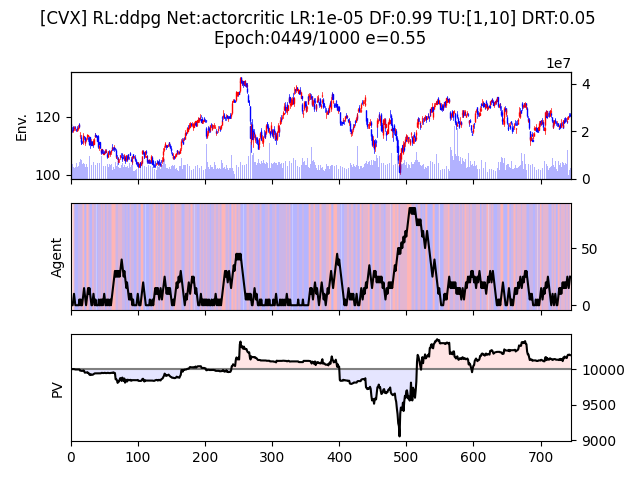 [CVX] RL:ddpg Net:actorcritic LR:1e-05 DF:0.99 TU:[1,10] DRT:0.05
Epoch:0449/1000 e=0.55
1e7
Env.
120
100
4
2
0
Agent
50
0
PV
10000
9500
9000
0 100 200 300 400 500 600 700